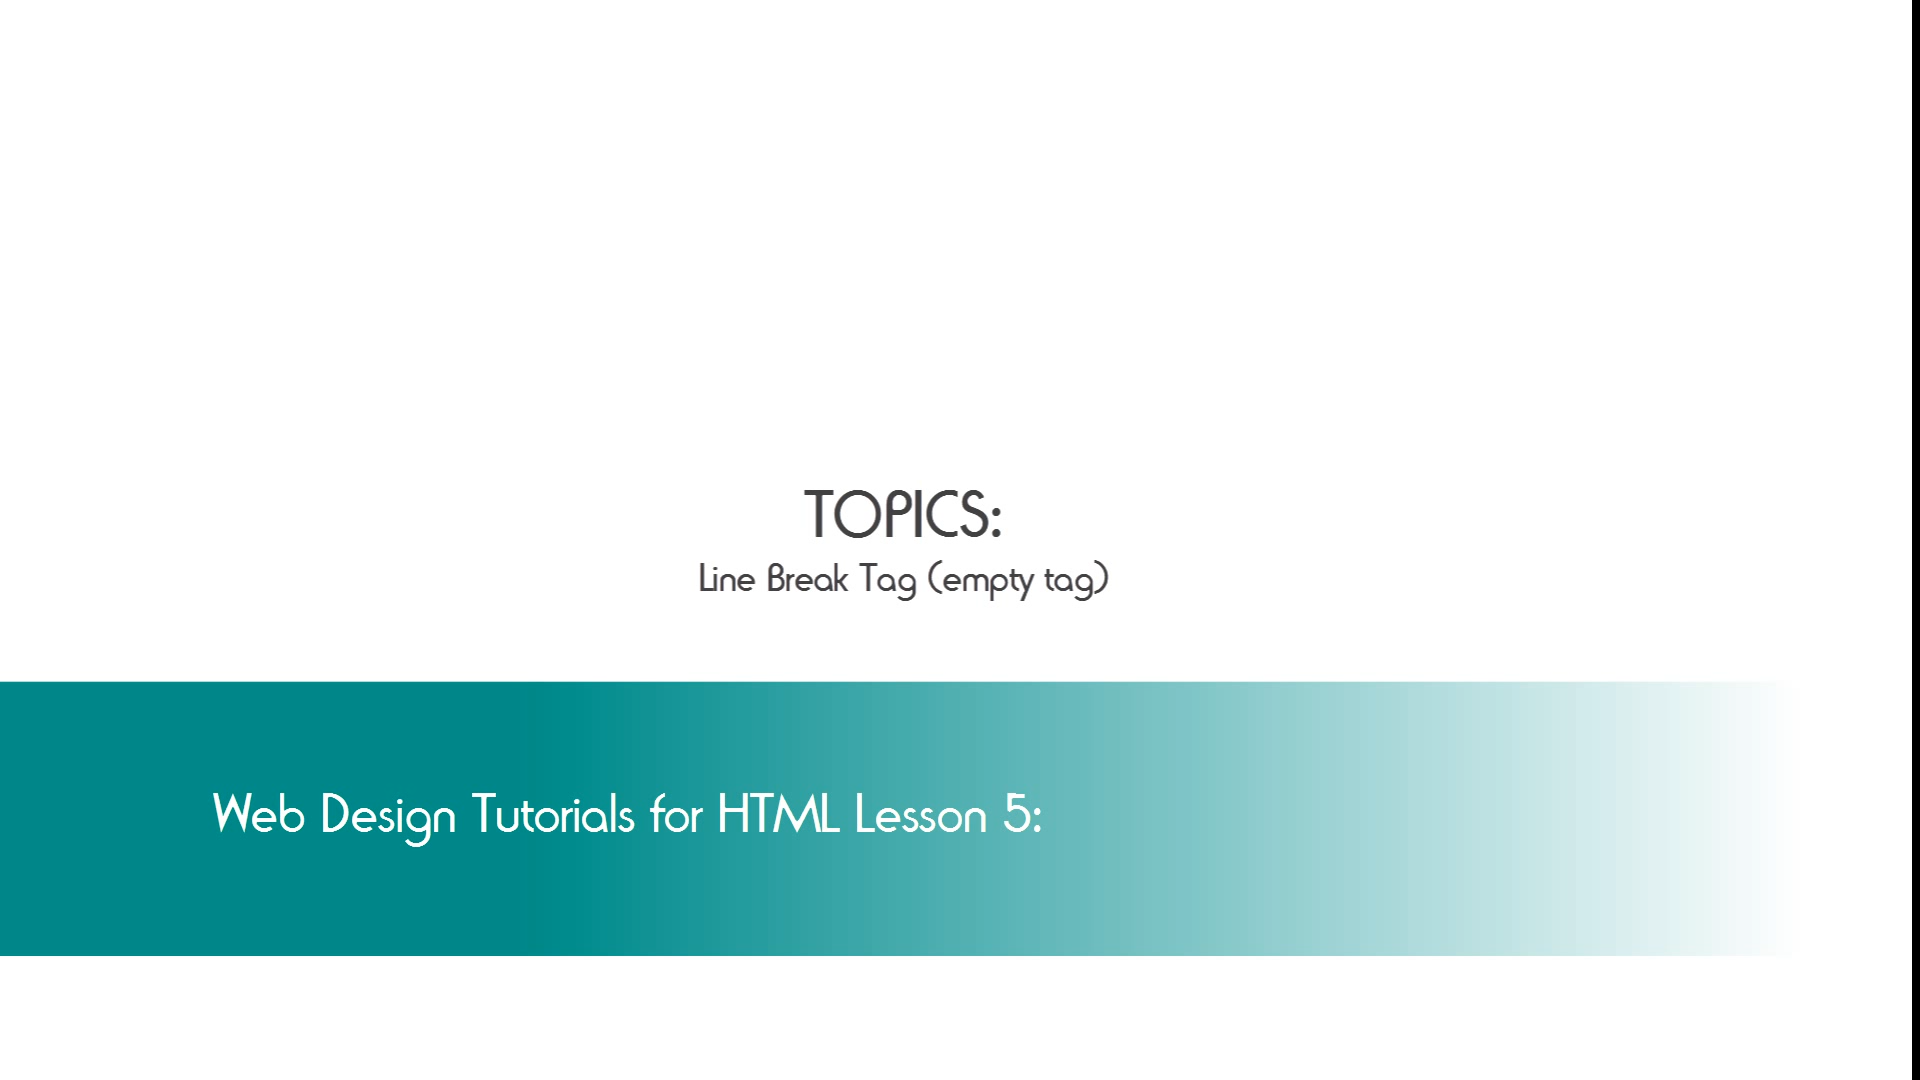 TOPICS:
Line Break Tag (empty tag)
Web Design Tutorials for HTML Lesson 5: